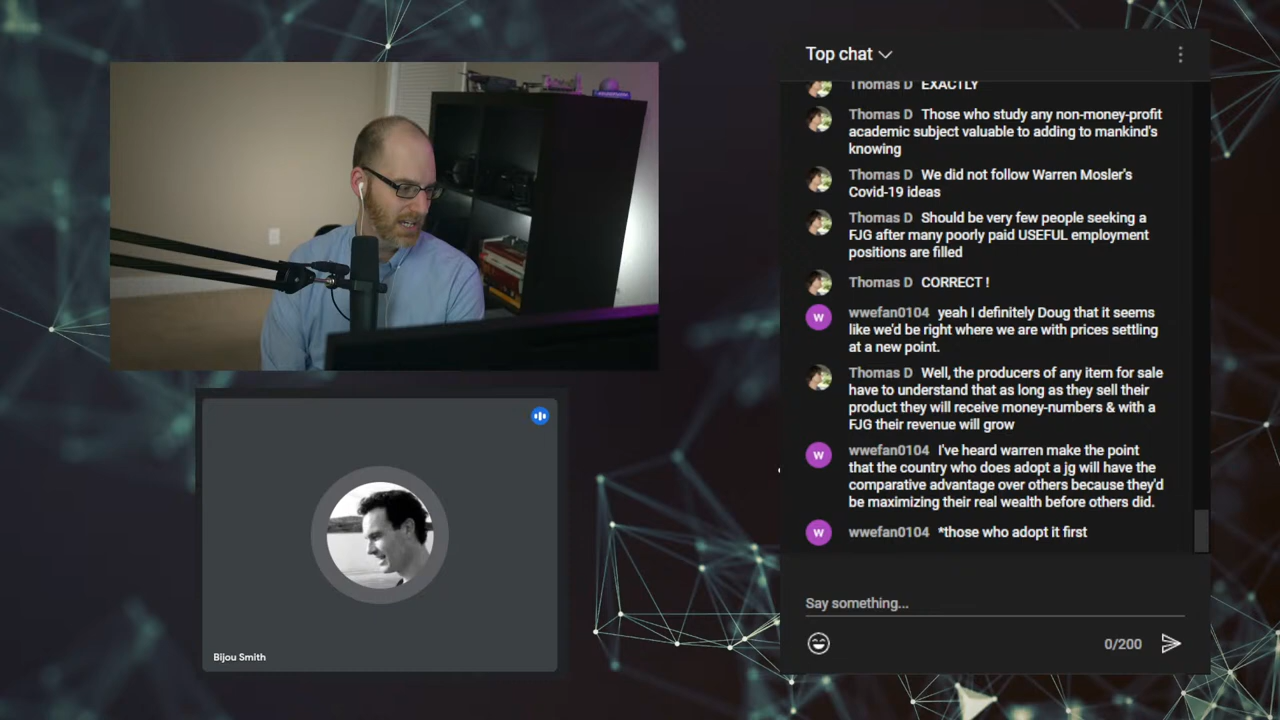 Top chat
Thomas D EXACTLY
Thomas D Those who study any non-money-profit
academic subject valuable to adding to mankind's
knowing
Thomas D We did not follow Warren Mosler's
Covid-19 ideas
Thomas D Should be very few people seeking a
FJG after many poorly paid USEFUL employment
positions are filled
Thomas D CORRECT !
W wwefan0104 yeah I definitely Doug that it seems
like we'd be right where we are with prices settling
at a new point.
Thomas D Well, the producers of any item for sale
have to understand that as long as they sell their
product they will receive money-numbers & with a
FJG their revenue will grow
W wwefan0104 I've heard warren make the point
that the country who does adopt a jg will have the
comparative advantage over others because they'd
be maximizing their real wealth before others did.
W wwefan0104 *those who adopt it first
Say something...
0/200
Bijou Smith